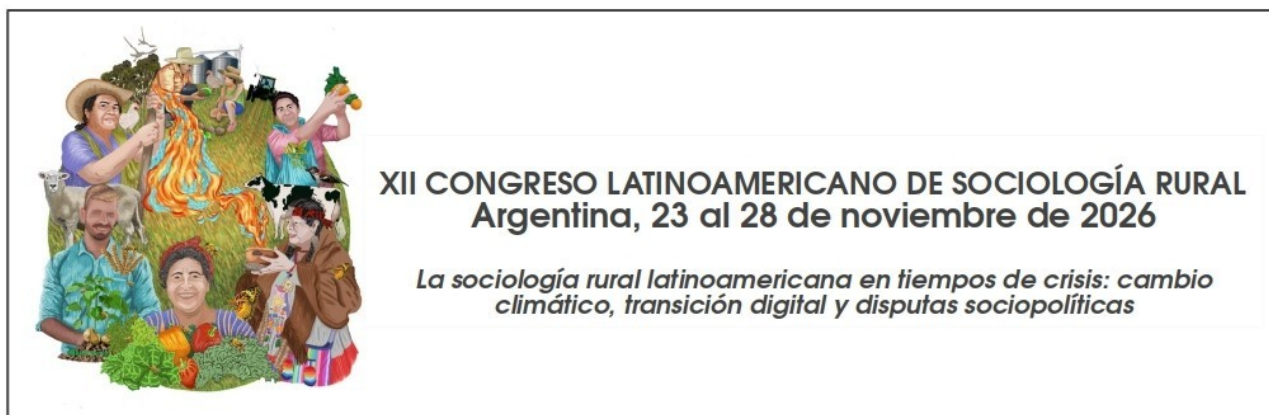 XII CONGRESO LATINOAMERICANO DE SOCIOLOGÍA RURAL
Argentina, 23 al 28 de noviembre de 2026
La sociología rural latinoamericana en tiempos de crisis: cambio
climático, transición digital y disputas sociopolíticas